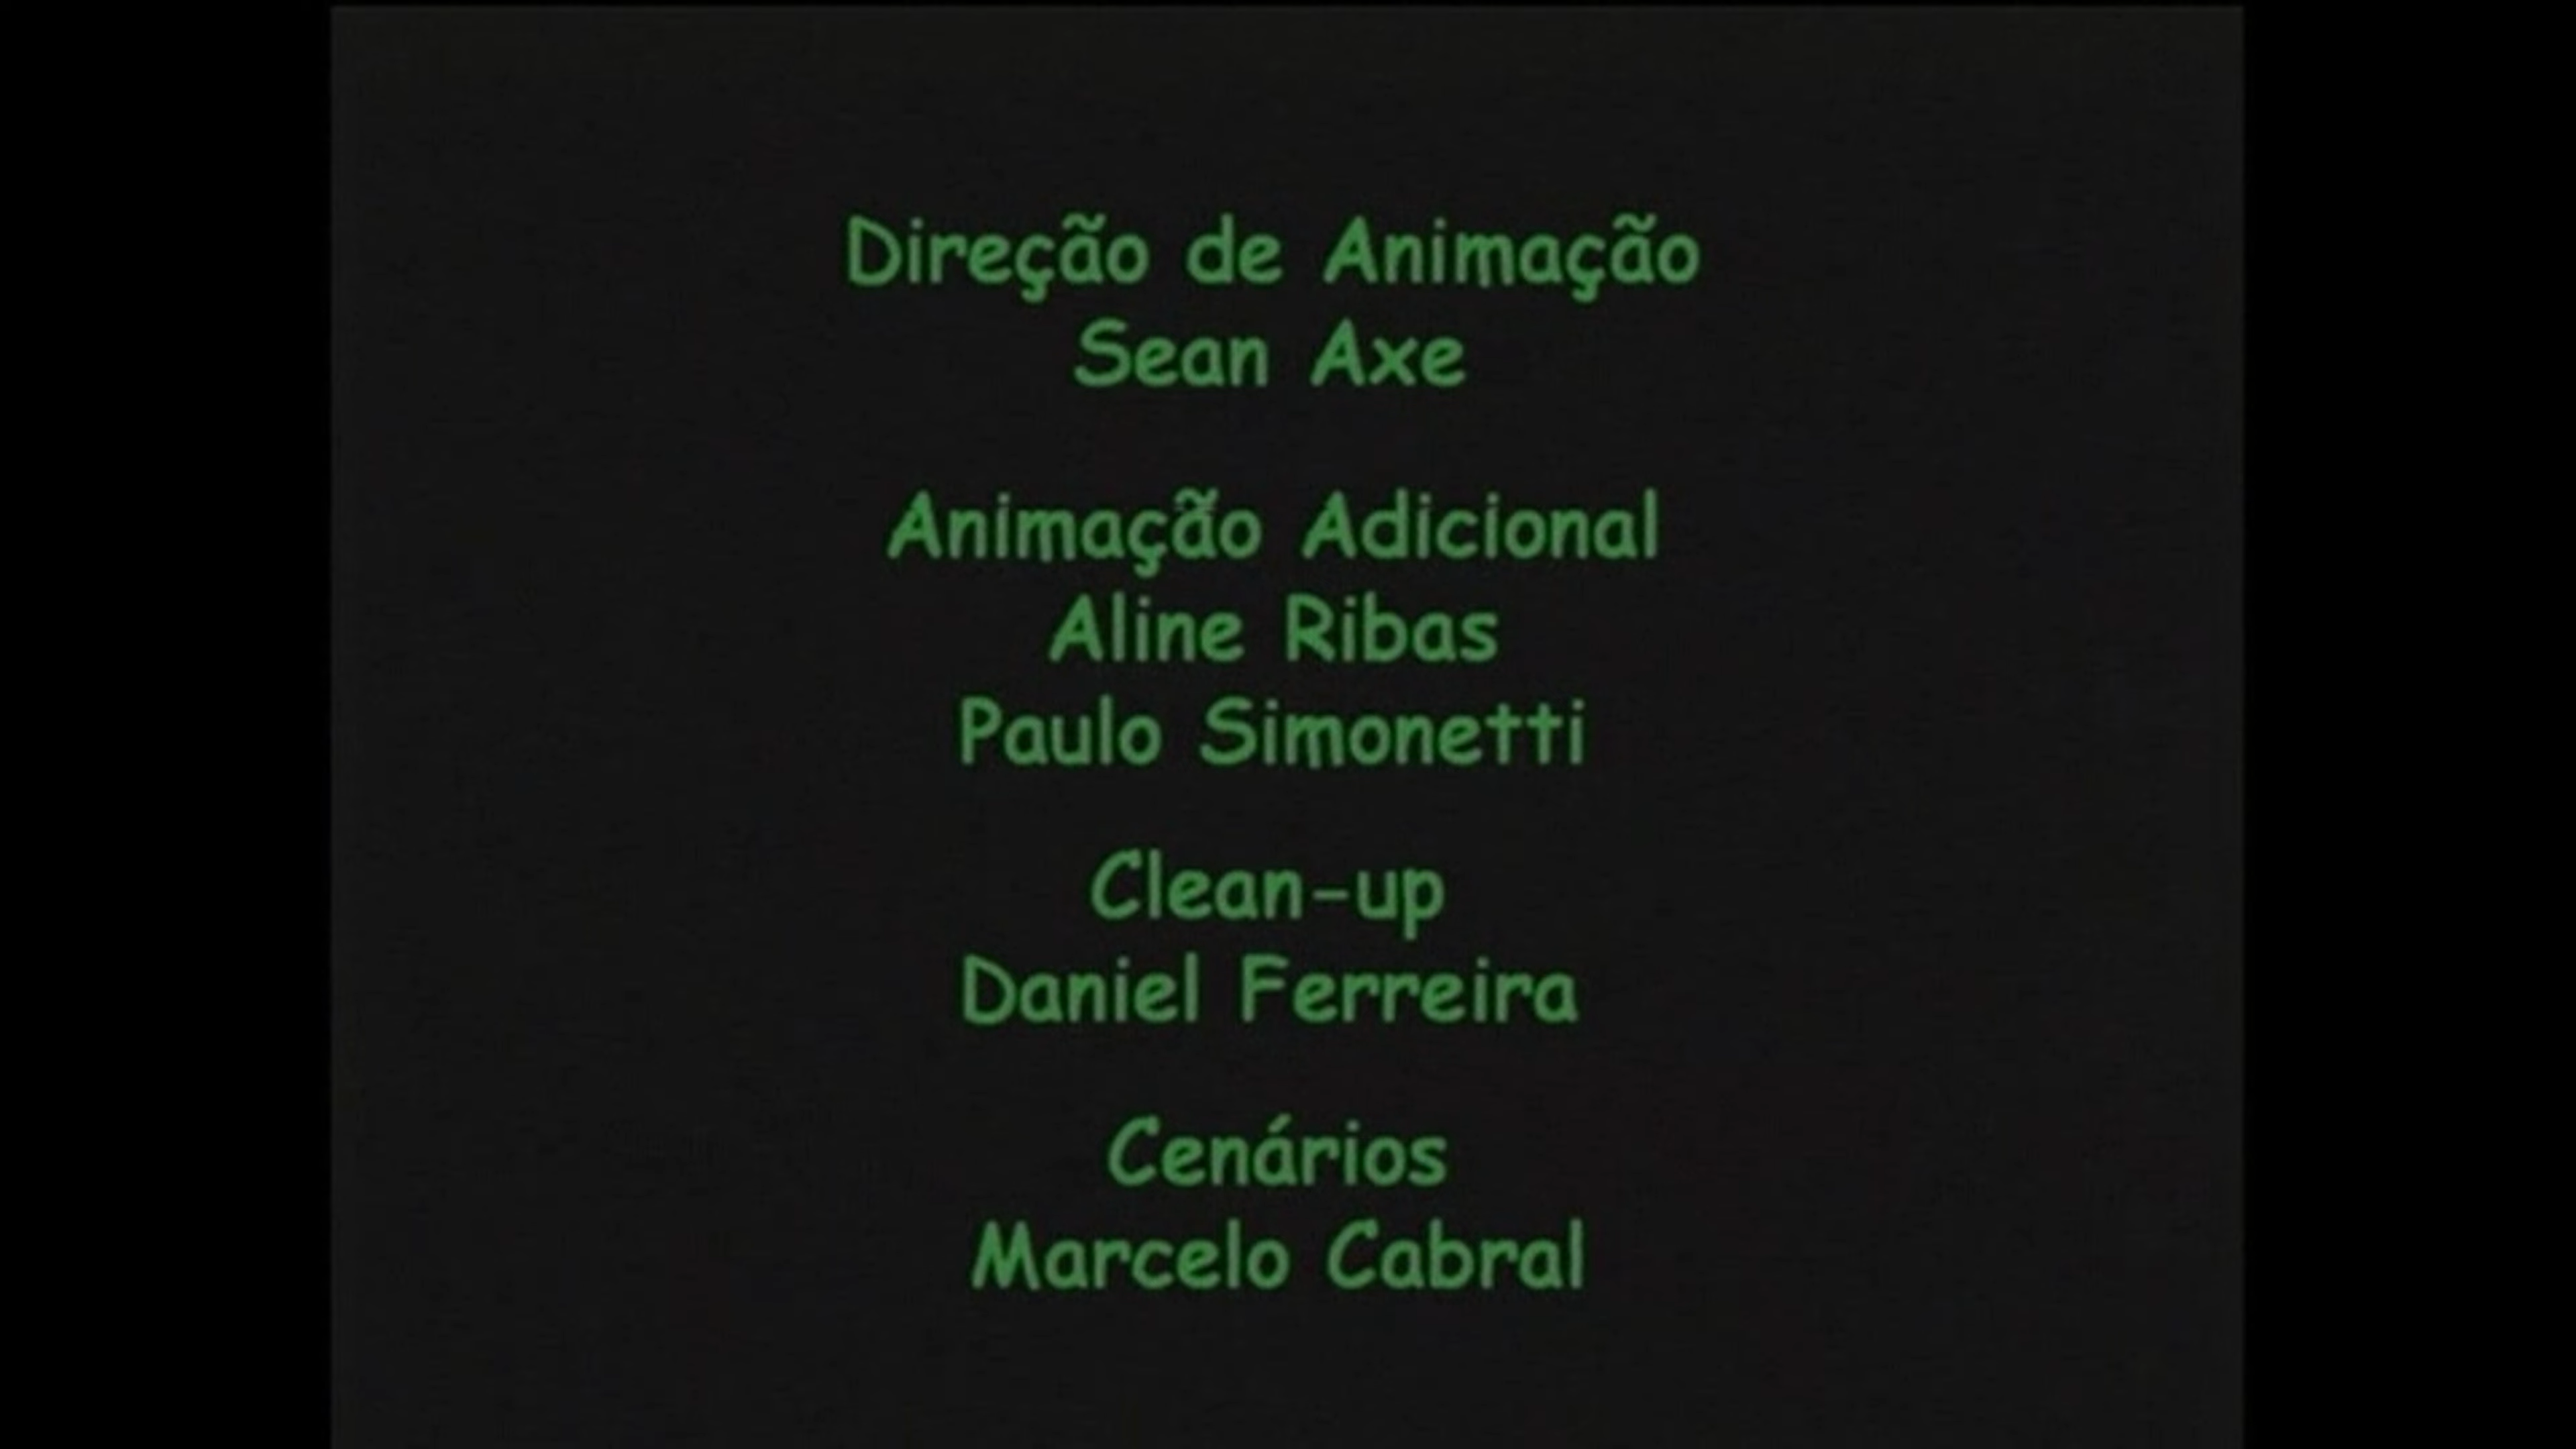 Direção de Animação
Sean Axe
Animação Adicional
Aline Ribas
Paulo Simonetti
Clean-up
Daniel Ferreira
Cenários
Marcelo Cabral